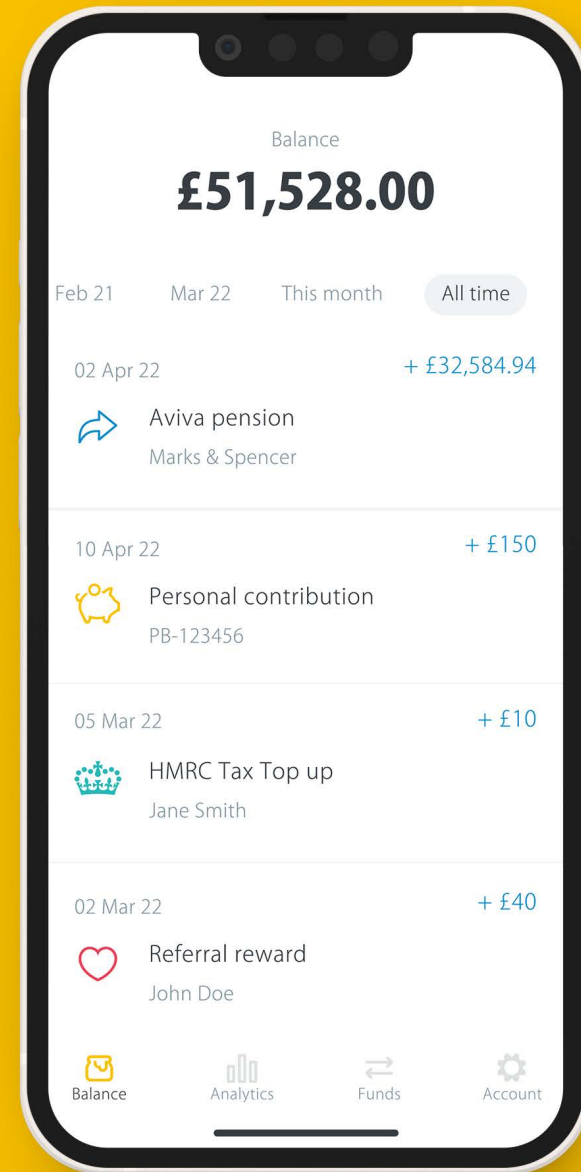 Balance
£51,528.00
Feb 21 Mar 22 This month All time
02 Apr 22 + £32,584.94
Aviva pension
Marks & Spencer
10 Apr 22 + £150
Personal contribution
PB-123456
05 Mar 22 + £10
HMRC Tax Top up
Jane Smith
02 Mar 22 + £40
Referral reward
John Doe
Balance Analytics Funds Account